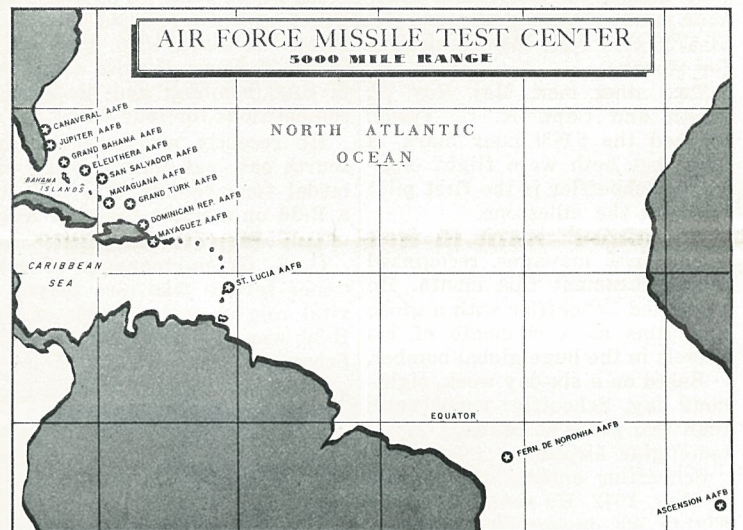 AIR FORCE MISSILE TEST CENTER
5000 MILE RANGE
CANAVERAL AAFB
JUPITER AAFB
GRAND BAHAMA AAFB
ELEUTHERA AAFB
SAN SALVADOR AAFB
MAYAGUANA AAFB
GRAND TURK AAFB
DOMINICAN REP. AAFB
MAYAGUEZ AAFB
BAHAMA
ISLANDS
NORTH ATLANTIC
OCEAN
CARIBBEAN
SEA
ST. LUCIA AAFB
EQUATOR
FERN. DE NORONHA AAFB
ASCENSION AAFB